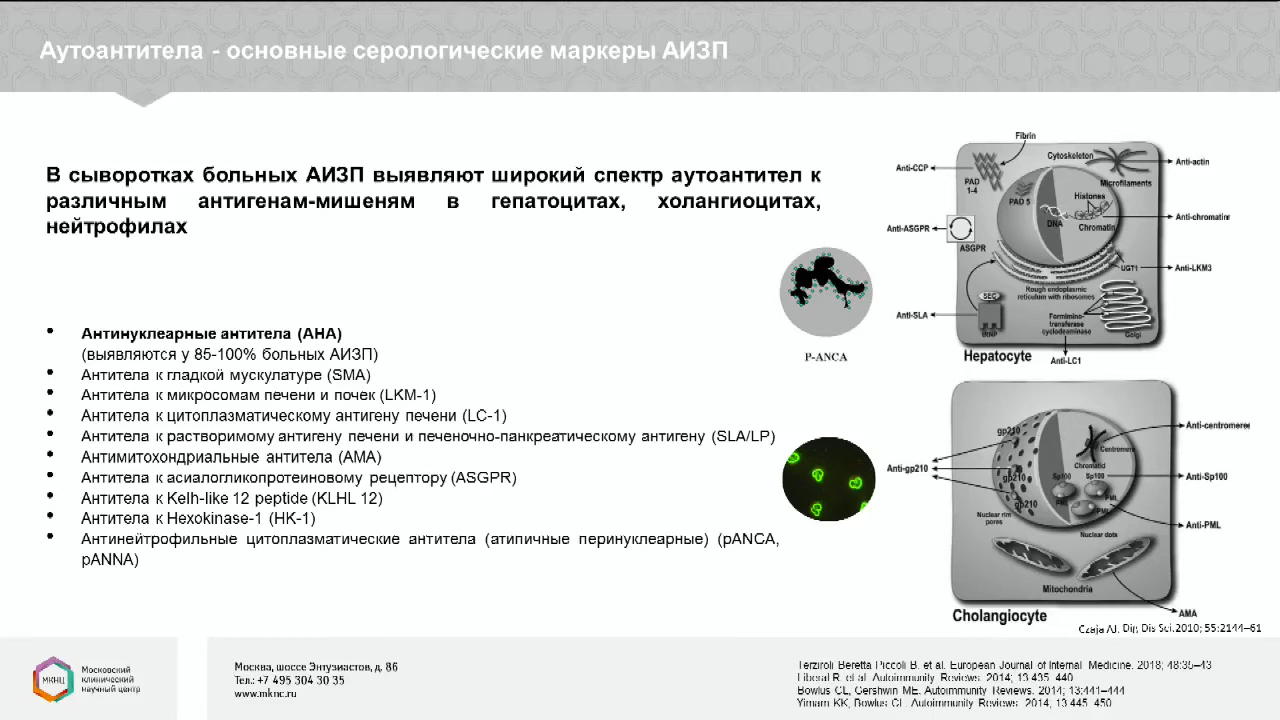 Аутоантитела - основные серологические маркеры АИЗП
В сыворотках больных АИЗП выявляют широкий спектр аутоантител к
различным антигенам-мишеням в гепатоцитах, холангиоцитах,
нейтрофилах
• Антинуклеарные антитела (АНА)
(выявляются у 85-100% больных АИЗП)
• Антитела к гладкой мускулатуре (SMA)
• Антитела к микросомам печени и почек (LKM-1)
• Антитела к цитоплазматическому антигену печени (LC-1)
• Антитела к растворимому антигену печени и печеночно-панкреатическому антигену (SLA/LP)
• Антимитохондриальные антитела (AMA)
• Антитела к асиалогликопротеиновому рецептору (ASGPR)
• Антитела к Kelh-like 12 peptide (KLHL 12)
• Антитела к Hexokinase-1 (HK-1)
• Антинейтрофильные цитоплазматические антитела (атипичные перинуклеарные) (pANCA,
pANNA)
P-ANCA
Fibrin
Anti-CCP
PAD
1-4
Cytoskeleton
Anti-actin
Microfilaments
PAD 5
Histones
DNA
Chromatin
Anti-chromatin
Anti-ASGPR
ASGPR
UGT1
Anti-LKM3
Rough endoplasmic
reticulum with ribosomes
SEC
Anti-SLA
tRNP
Formimino-
transferase
cyclodeaminase
Golgi
Hepatocyte
Anti-LC1
gp210
Anti-centromere
Centromere
Chromatid
Anti-gp210
gp210
Sp100
Sp100
Anti-Sp100
PML
PML
gp210
PML
Nuclear rim
pores
Anti-PML
Nuclear dots
Mitochondria
AMA
Cholangiocyte
Czaja AJ. Dig Dis Sci.2010; 55:2144–61
МКНЦ
Московский
клинический
научный центр
Москва, шоссе Энтузиастов, д. 86
Тел.: +7 495 304 30 35
www.mknc.ru
Terziroli Beretta Piccoli B. et al. European Journal of Internal Medicine. 2018; 48:35–43
Liberal R. et al. Autoimmunity Reviews. 2014; 13:435–440
Bowlus CL, Gershwin ME. Autoimmunity Reviews. 2014; 13:441–444
Yimam KK, Bowlus CL. Autoimmunity Reviews. 2014; 13:445–450